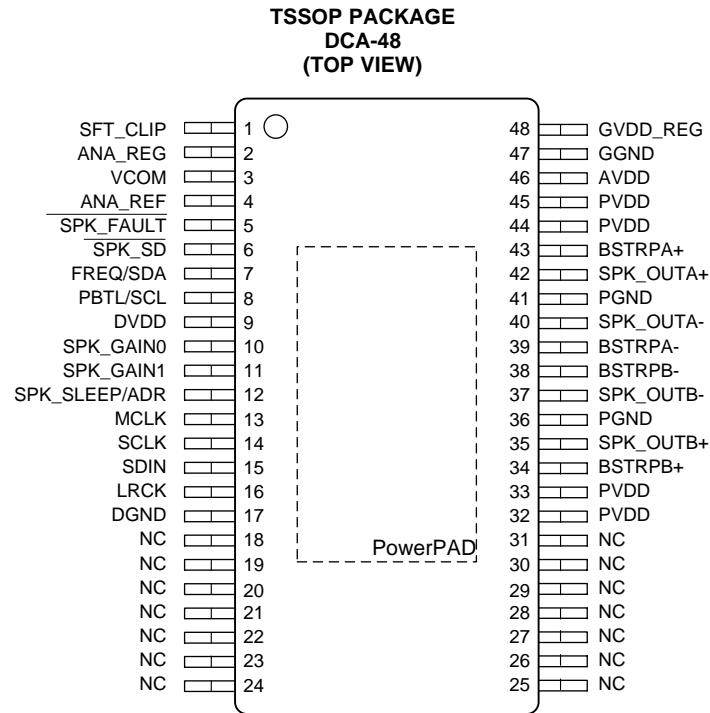 TSSOP PACKAGE
DCA-48
(TOP VIEW)
SFT_CLIP 1 48 GVDD_REG
ANA_REG 2 47 GGND
VCOM 3 46 AVDD
ANA_REF 4 45 PVDD
SPK_FAULT 5 44 PVDD
SPK_SD 6 43 BSTRPA+
FREQ/SDA 7 42 SPK_OUTA+
PBTL/SCL 8 41 PGND
DVDD 9 40 SPK_OUTA-
SPK_GAIN0 10 39 BSTRPA-
SPK_GAIN1 11 38 BSTRPB-
SPK_SLEEP/ADR 12 37 SPK_OUTB-
MCLK 13 36 PGND
SCLK 14 35 SPK_OUTB+
SDIN 15 34 BSTRPB+
LRCK 16 33 PVDD
DGND 17 32 PVDD
NC 18 31 NC
PowerPAD
NC 19 30 NC
NC 20 29 NC
NC 21 28 NC
NC 22 27 NC
NC 23 26 NC
NC 24 25 NC